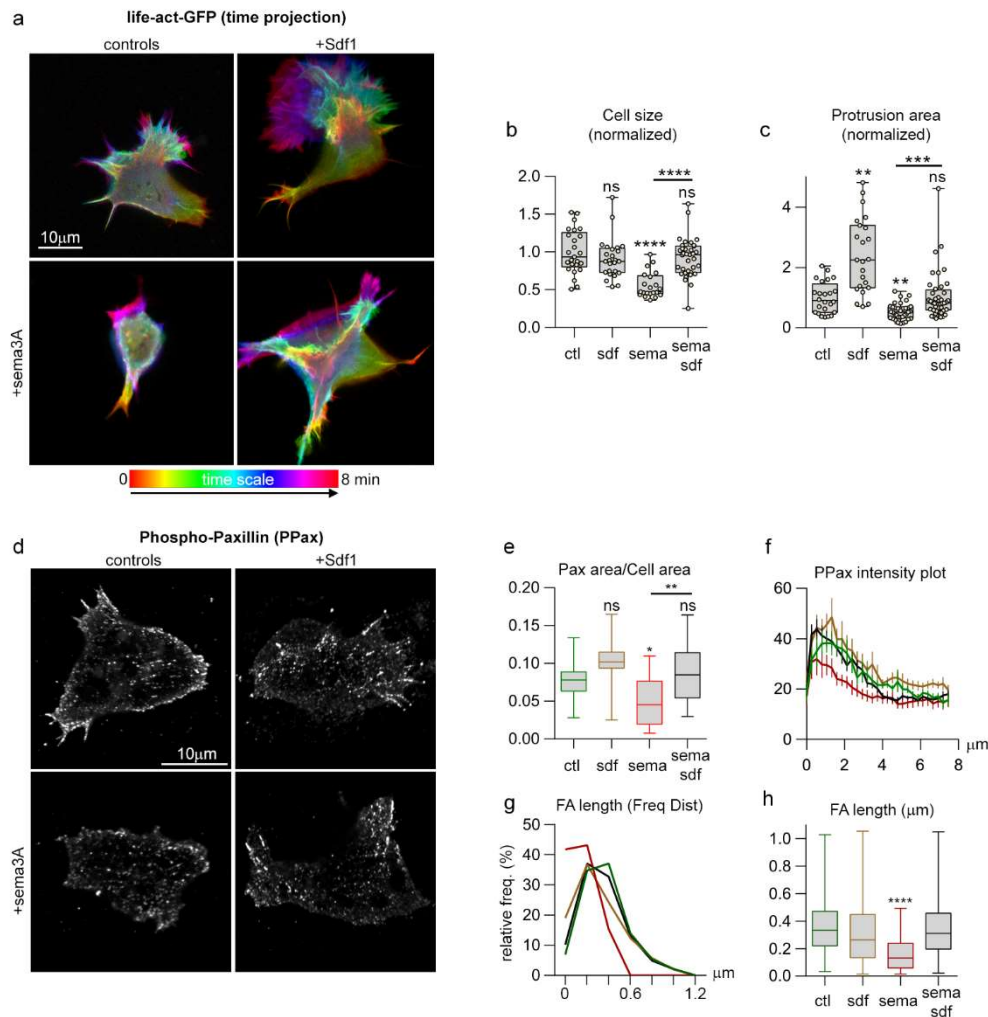 a
life-act-GFP (time projection)
controls
+Sdf1
10μm
+sema3A
0
time scale
8 min
b
Cell size
(normalized)
2.0
1.5
1.0
0.5
0.0
ns
****
****
ns
ctl
sdf
sema
sema
sdf
c
Protrusion area
(normalized)
4
2
0
**
**
***
ns
ctl
sdf
sema
sema
sdf
d
Phospho-Paxillin (PPax)
controls
+Sdf1
10μm
+sema3A
e
Pax area/Cell area
0.20
0.15
0.10
0.05
0.00
ns
*
**
ns
ctl
sdf
sema
sema
sdf
f
PPax intensity plot
60
40
20
0
0
2
4
6
8
μm
g
FA length (Freq Dist)
relative freq. (%)
50
40
30
20
10
0
0
0.6
1.2
μm
h
FA length (μm)
1.0
0.8
0.6
0.4
0.2
0.0
****
ctl
sdf
sema
sema
sdf